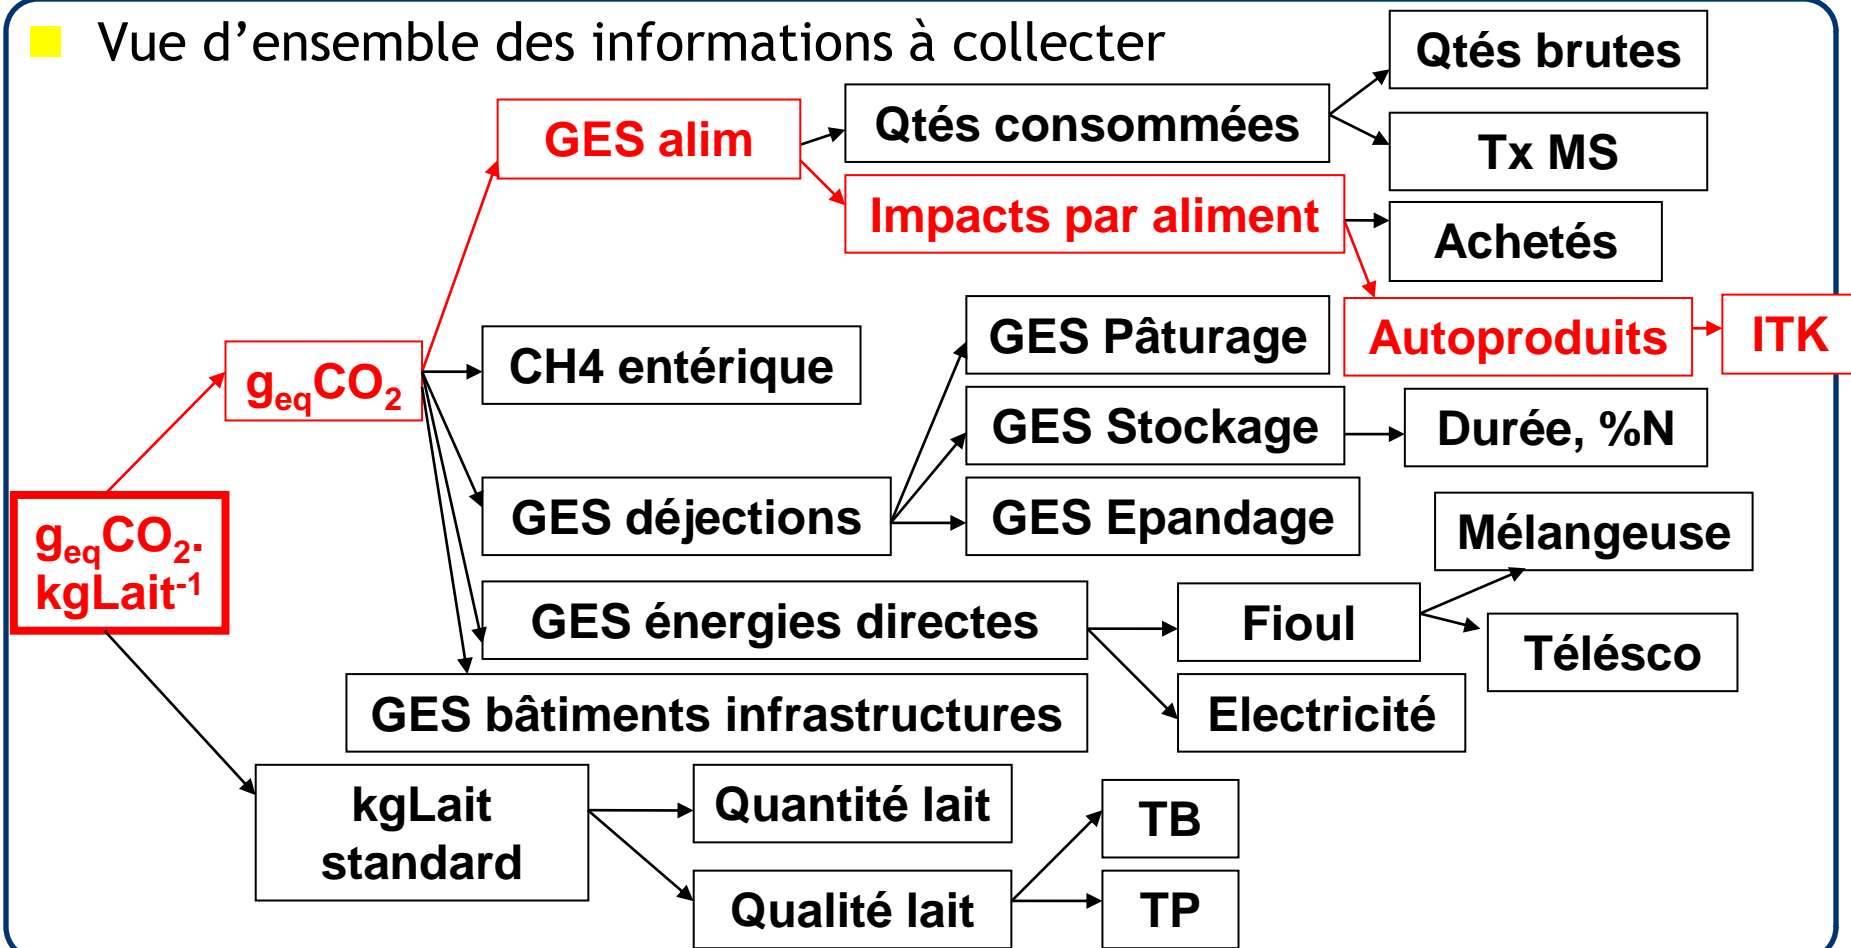 Vue d’ensemble des informations à collecter
Qtés brutes
GES alim
Qtés consommées
Tx MS
Impacts par aliment
Achetés
Autoproduits
ITK
geqCO2
CH4 entérique
GES Pâturage
GES Stockage
Durée, %N
GES déjections
GES Epandage
geqCO2.
kgLait-1
Mélangeuse
GES énergies directes
Fioul
Télésco
GES bâtiments infrastructures
Electricité
kgLait
standard
Quantité lait
TB
Qualité lait
TP